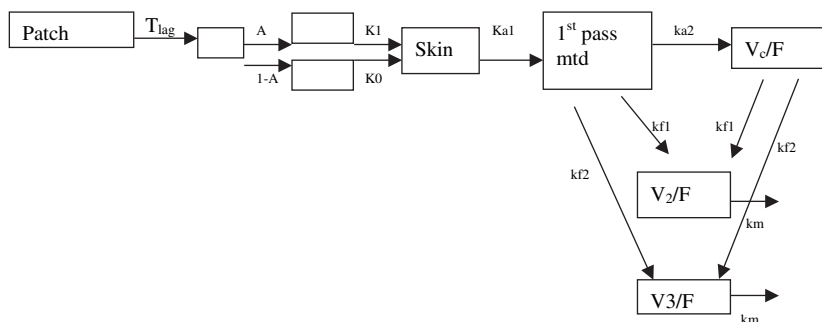 Patch
T_lag
A
1-A
K1
K0
Skin
Ka1
1st pass
mtd
ka2
Vc/F
kf1
kf1
kf2
kf2
V2/F
km
V3/F
km